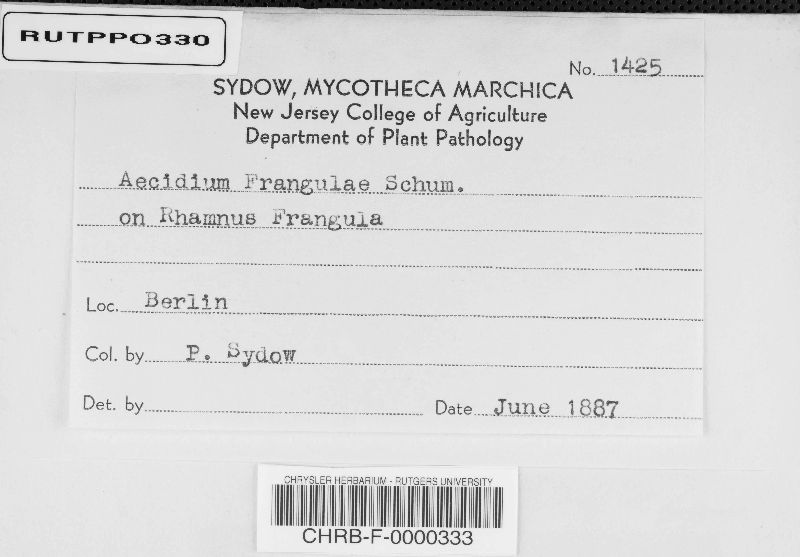 RUTPP0330
No. 1425
SYDOW, MYCOTHECA MARCHICA
New Jersey College of Agriculture
Department of Plant Pathology
Aecidium Frangulae Schum.
on Rhamnus Frangula
Loc. Berlin
Col. by P. Sydow
Det. by Date June 1887
CHRYSLER HERBARIUM - RUTGERS UNIVERSITY
CHRB-F-0000333